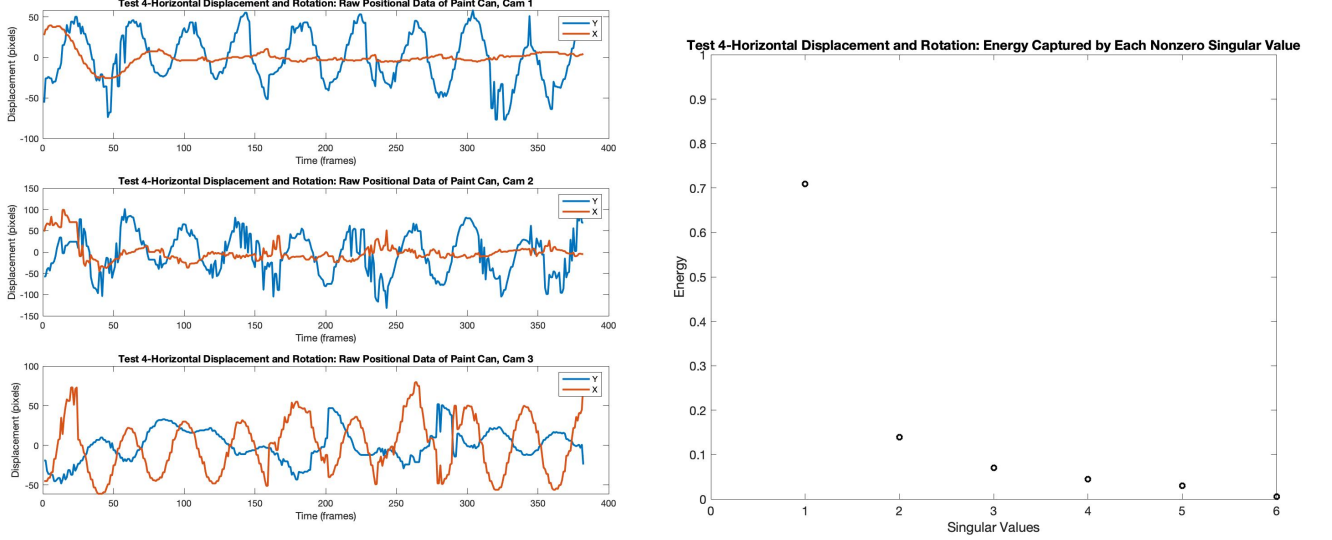 Test 4-Horizontal Displacement and Rotation: Raw Positional Data of Paint Can, Cam 1
50
0
-50
-100
Displacement (pixels)
Y
X
0 50 100 150 200 250 300 350 400
Time (frames)
Test 4-Horizontal Displacement and Rotation: Raw Positional Data of Paint Can, Cam 2
150
100
50
0
-50
-100
-150
Displacement (pixels)
Y
X
0 50 100 150 200 250 300 350 400
Time (frames)
Test 4-Horizontal Displacement and Rotation: Raw Positional Data of Paint Can, Cam 3
100
50
0
-50
Displacement (pixels)
Y
X
0 50 100 150 200 250 300 350 400
Time (frames)
Test 4-Horizontal Displacement and Rotation: Energy Captured by Each Nonzero Singular Value
1
0.9
0.8
0.7
0.6
0.5
0.4
0.3
0.2
0.1
0
Energy
0 1 2 3 4 5 6
Singular Values